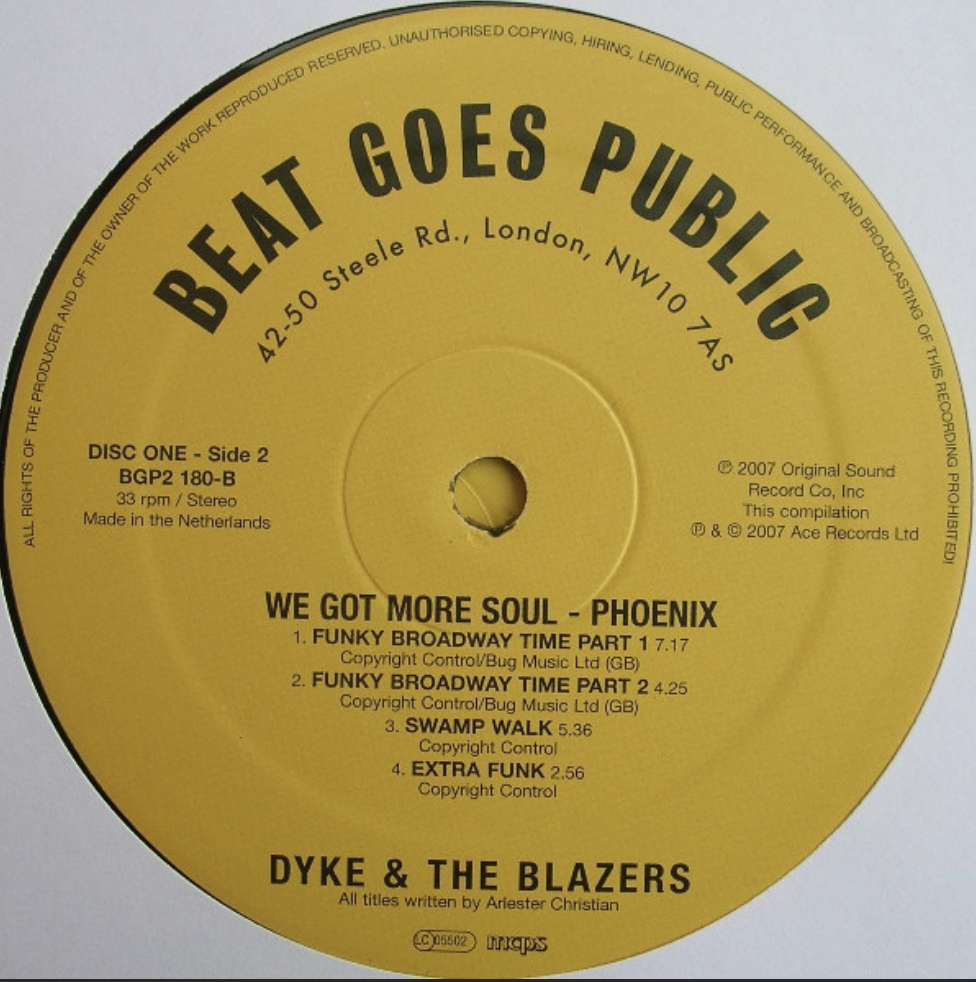 ALL RIGHTS OF THE PRODUCER AND OF THE OWNER OF THE WORK REPRODUCED RESERVED. UNAUTHORISED COPYING, HIRING, LENDING, PUBLIC PERFORMANCE AND BROADCASTING OF THIS RECORDING PROHIBITED!
BEAT GOES PUBLIC
42-50 Steele Rd., London, NW10 7AS
DISC ONE - Side 2
BGP2 180-B
33 rpm / Stereo
Made in the Netherlands
℗ 2007 Original Sound
Record Co, Inc
This compilation
℗ & © 2007 Ace Records Ltd
WE GOT MORE SOUL - PHOENIX
1. FUNKY BROADWAY TIME PART 1 7.17
Copyright Control/Bug Music Ltd (GB)
2. FUNKY BROADWAY TIME PART 2 4.25
Copyright Control/Bug Music Ltd (GB)
3. SWAMP WALK 5.36
Copyright Control
4. EXTRA FUNK 2.56
Copyright Control
DYKE & THE BLAZERS
All titles written by Arlester Christian
LC 05502 mcps